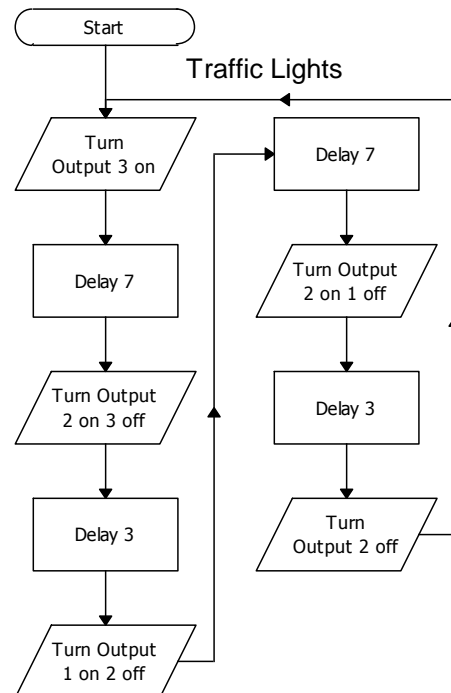 Start
Traffic Lights
Turn
Output 3 on
Delay 7
Turn Output
2 on 3 off
Delay 3
Turn Output
1 on 2 off
Delay 7
Turn Output
2 on 1 off
Delay 3
Turn
Output 2 off